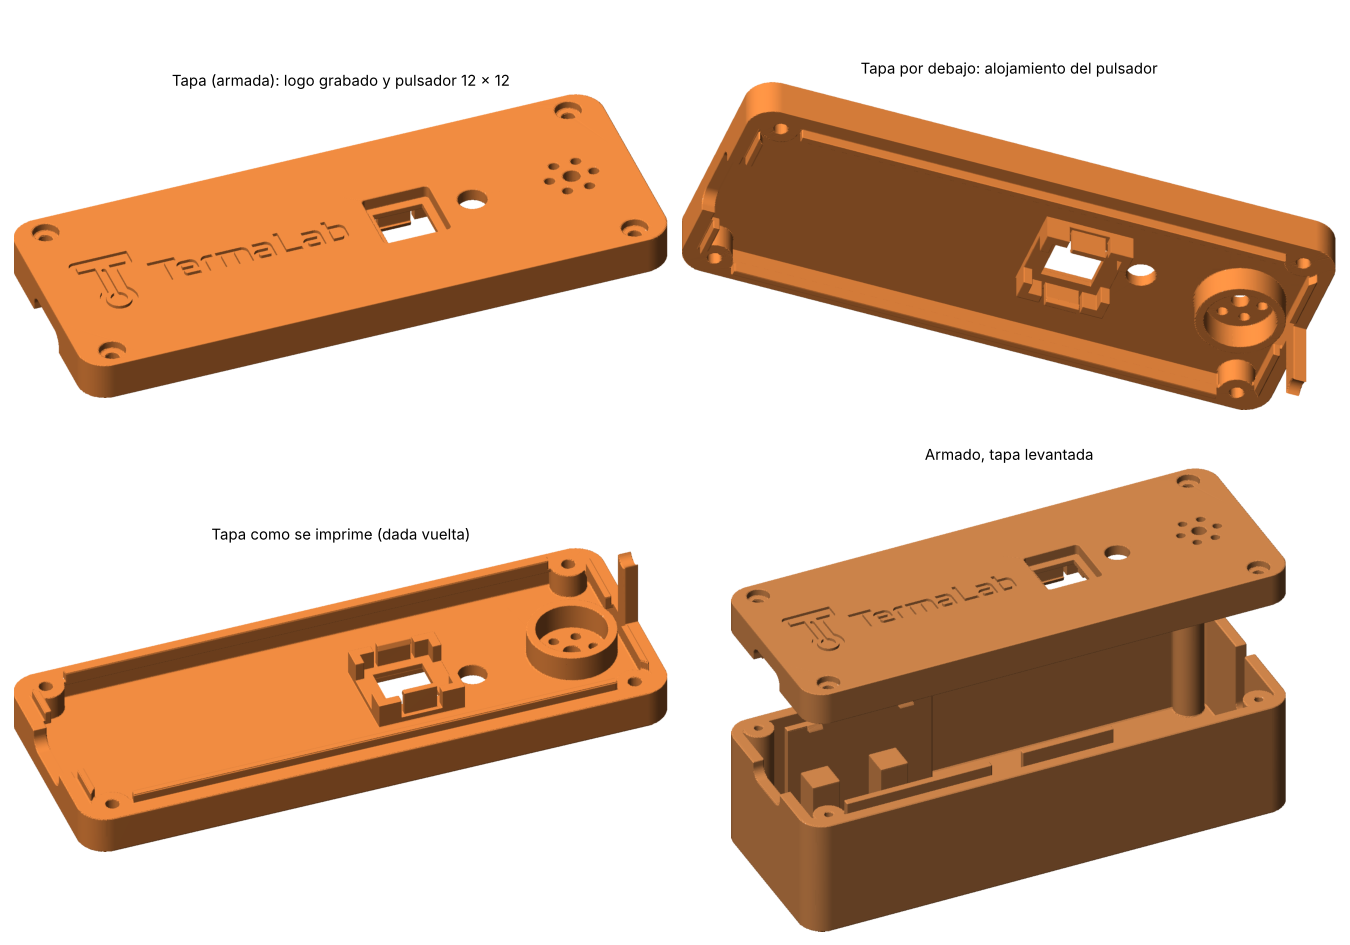 Tapa (armada): logo grabado y pulsador 12 × 12
Tapa por debajo: alojamiento del pulsador
TermaLab
Tapa como se imprime (dada vuelta)
Armado, tapa levantada
TermaLab